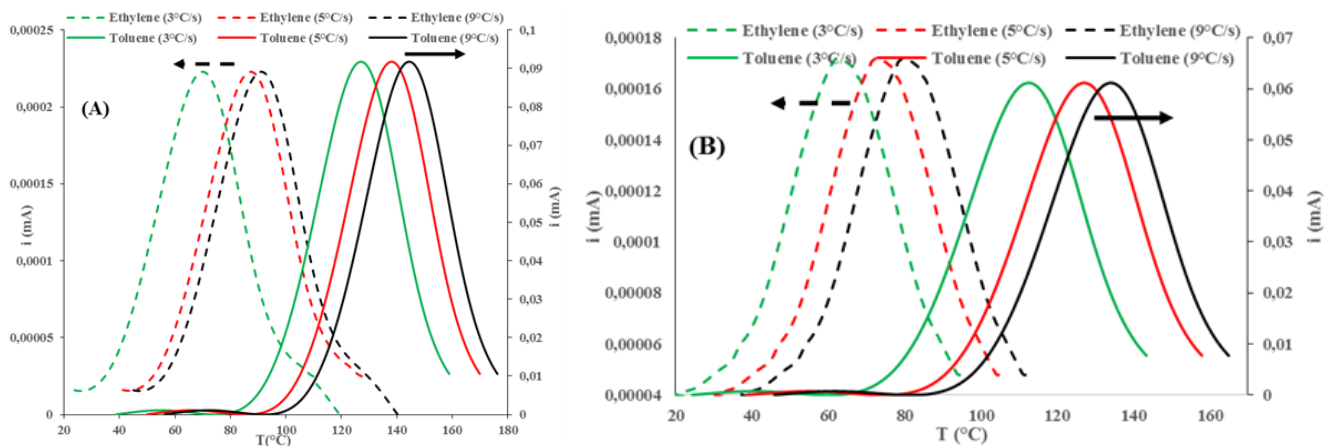 Ethylene (3°C/s) Ethylene (5°C/s) Ethylene (9°C/s)
Toluene (3°C/s) Toluene (5°C/s) Toluene (9°C/s)
(A)
i (mA)
0,00025
0,0002
0,00015
0,0001
0,00005
0
0,1
0,09
0,08
0,07
0,06
0,05
0,04
0,03
0,02
0,01
0
i (mA)
20 40 60 80 100 120 140 160 180
T(°C)
Ethylene (3°C/s) Ethylene (5°C/s) Ethylene (9°C/s)
Toluene (3°C/s) Toluene (5°C/s) Toluene (9°C/s)
(B)
i (mA)
0,00018
0,00016
0,00014
0,00012
0,0001
0,00008
0,00006
0,00004
0,07
0,06
0,05
0,04
0,03
0,02
0,01
0
i (mA)
20 40 60 80 100 120 140 160
T (°C)